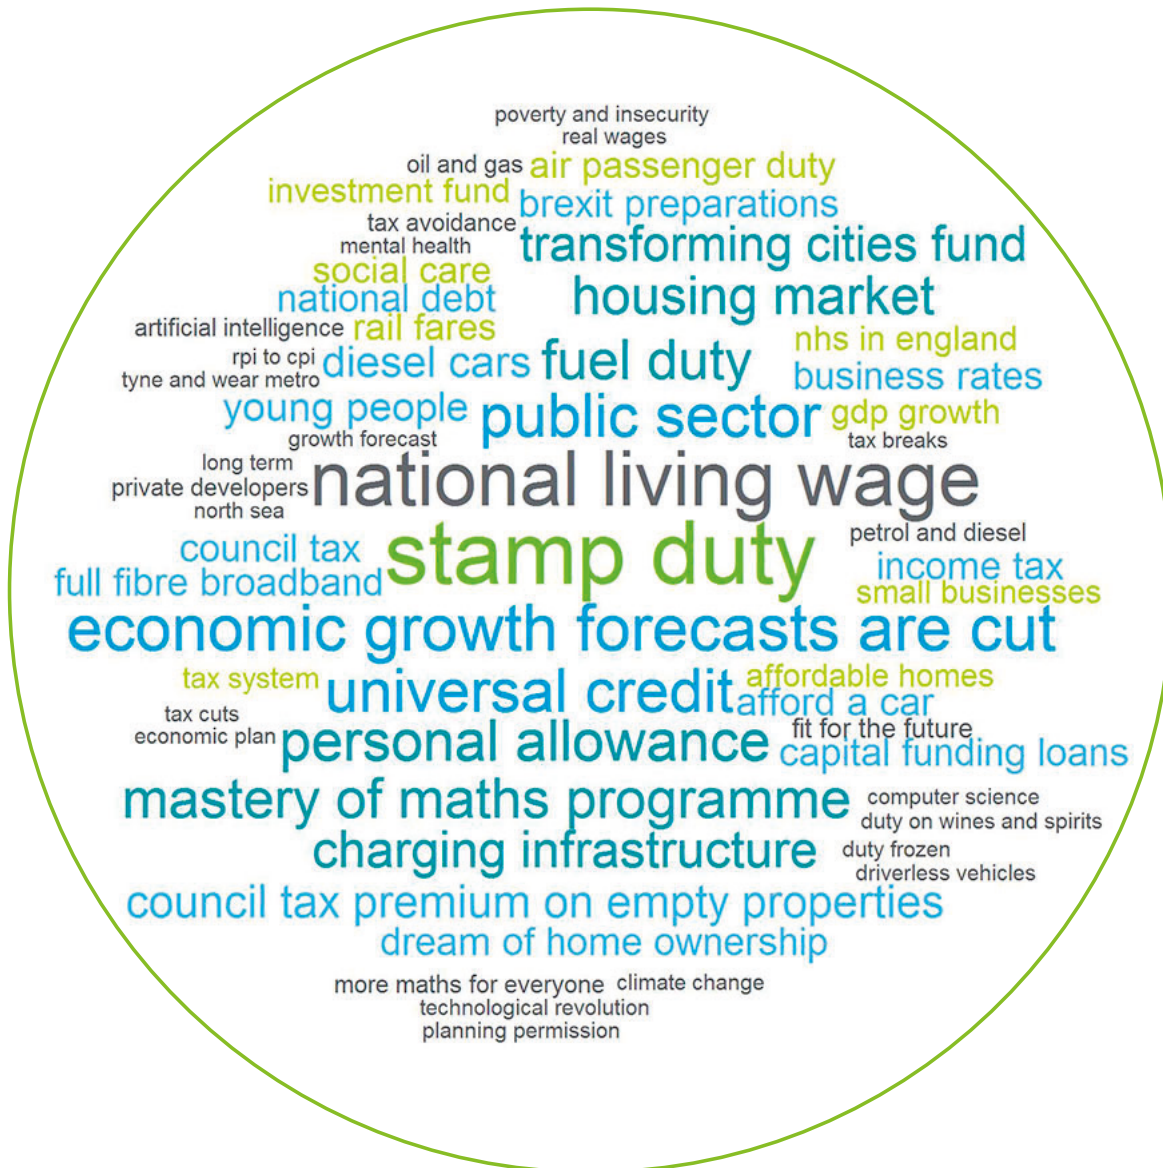 poverty and insecurity
real wages
oil and gas air passenger duty
investment fund brexit preparations
tax avoidance
transforming cities fund
mental health
social care
national debt housing market
artificial intelligence rail fares nhs in england
rpi to cpi diesel cars fuel duty business rates
tyne and wear metro
young people public sector gdp growth
growth forecast tax breaks
long term
private developers national living wage
north sea
petrol and diesel
council tax stamp duty income tax
full fibre broadband small businesses
economic growth forecasts are cut
tax system universal credit affordable homes
afford a car
tax cuts fit for the future
economic plan personal allowance capital funding loans
mastery of maths programme computer science
duty on wines and spirits
charging infrastructure duty frozen
driverless vehicles
council tax premium on empty properties
dream of home ownership
more maths for everyone climate change
technological revolution
planning permission